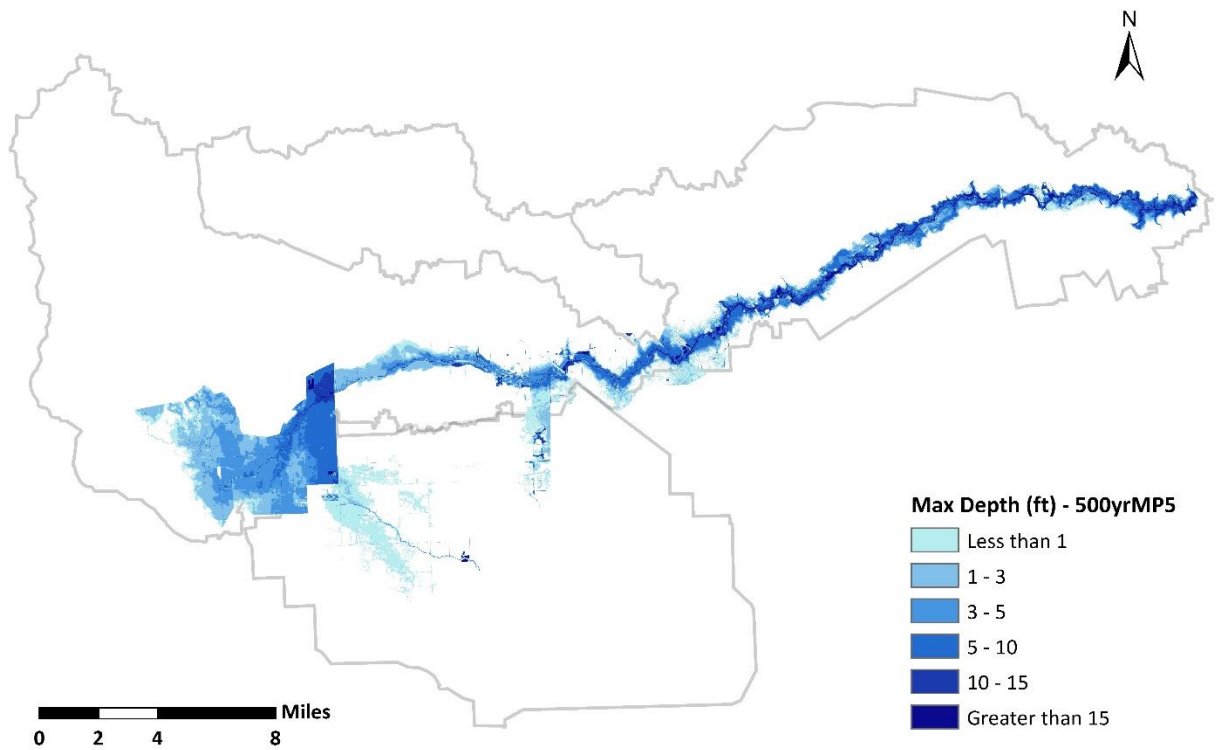 N
Max Depth (ft) - 500yrMP5
Less than 1
1 - 3
3 - 5
5 - 10
10 - 15
Greater than 15
Miles
0 2 4 8